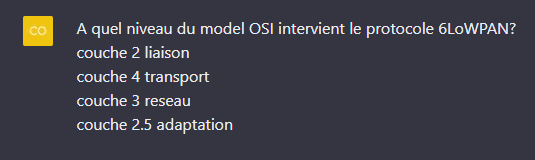 CO
A quel niveau du model OSI intervient le protocole 6LoWPAN?
couche 2 liaison
couche 4 transport
couche 3 reseau
couche 2.5 adaptation